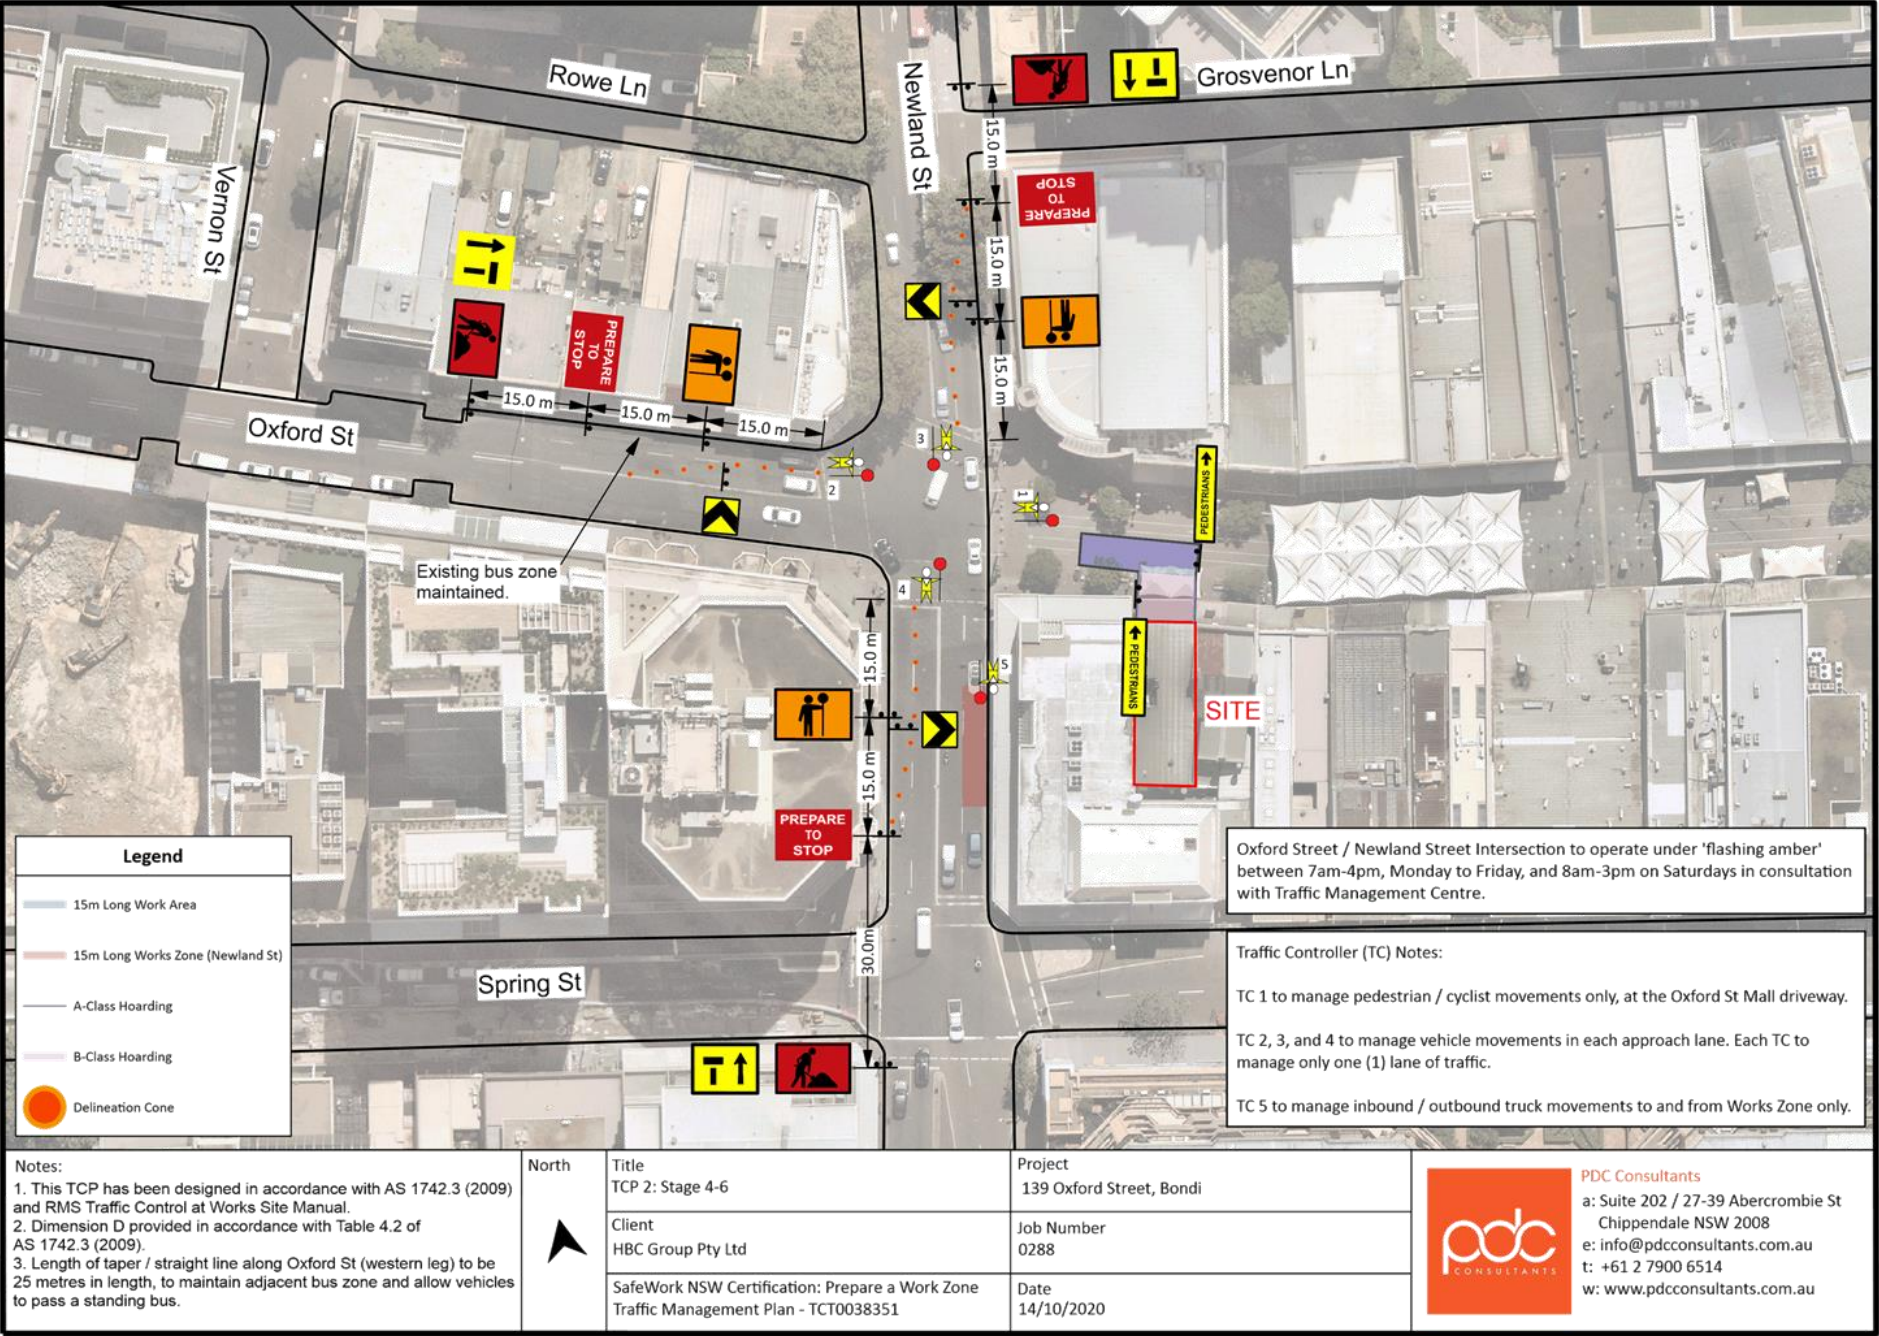 Rowe Ln
Newland St
Grosvenor Ln
Vernon St
15.0 m
PREPARE
TO
STOP
15.0 m
PREPARE
TO
STOP
15.0 m
15.0 m
15.0 m
15.0 m
Oxford St
3
2
1
PEDESTRIANS
Existing bus zone
maintained.
4
15.0 m
5
PEDESTRIANS
SITE
15.0 m
PREPARE
TO
STOP
30.0m
Spring St
Legend
15m Long Work Area
15m Long Works Zone (Newland St)
A-Class Hoarding
B-Class Hoarding
Delineation Cone
Oxford Street / Newland Street Intersection to operate under 'flashing amber'
between 7am-4pm, Monday to Friday, and 8am-3pm on Saturdays in consultation
with Traffic Management Centre.
Traffic Controller (TC) Notes:
TC 1 to manage pedestrian / cyclist movements only, at the Oxford St Mall driveway.
TC 2, 3, and 4 to manage vehicle movements in each approach lane. Each TC to
manage only one (1) lane of traffic.
TC 5 to manage inbound / outbound truck movements to and from Works Zone only.
Notes:
1. This TCP has been designed in accordance with AS 1742.3 (2009)
and RMS Traffic Control at Works Site Manual.
2. Dimension D provided in accordance with Table 4.2 of
AS 1742.3 (2009).
3. Length of taper / straight line along Oxford St (western leg) to be
25 metres in length, to maintain adjacent bus zone and allow vehicles
to pass a standing bus.
North
Title
TCP 2: Stage 4-6
Client
HBC Group Pty Ltd
SafeWork NSW Certification: Prepare a Work Zone
Traffic Management Plan - TCT0038351
Project
139 Oxford Street, Bondi
Job Number
0288
Date
14/10/2020
pdc
CONSULTANTS
PDC Consultants
a: Suite 202 / 27-39 Abercrombie St
Chippendale NSW 2008
e: info@pdcconsultants.com.au
t: +61 2 7900 6514
w: www.pdcconsultants.com.au